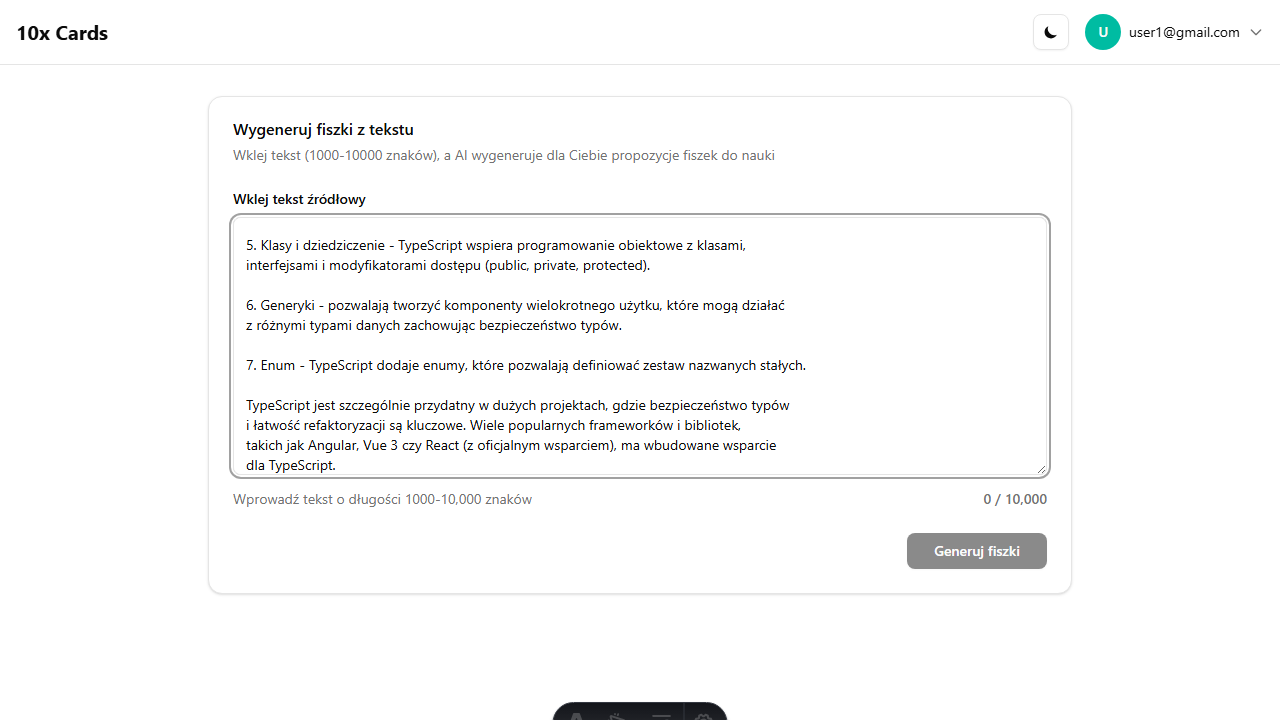 10x Cards
U
user1@gmail.com
Wygeneruj fiszki z tekstu
Wklej tekst (1000-10000 znaków), a AI wygeneruje dla Ciebie propozycje fiszek do nauki
Wklej tekst źródłowy
5. Klasy i dziedziczenie - TypeScript wspiera programowanie obiektowe z klasami,
interfejsami i modyfikatorami dostępu (public, private, protected).
6. Generyki - pozwalają tworzyć komponenty wielokrotnego użytku, które mogą działać
z różnymi typami danych zachowując bezpieczeństwo typów.
7. Enum - TypeScript dodaje enumy, które pozwalają definiować zestaw nazwanych stałych.
TypeScript jest szczególnie przydatny w dużych projektach, gdzie bezpieczeństwo typów
i łatwość refaktoryzacji są kluczowe. Wiele popularnych frameworków i bibliotek,
takich jak Angular, Vue 3 czy React (z oficjalnym wsparciem), ma wbudowane wsparcie
dla TypeScript.
Wprowadź tekst o długości 1000-10,000 znaków
0 / 10,000
Generuj fiszki